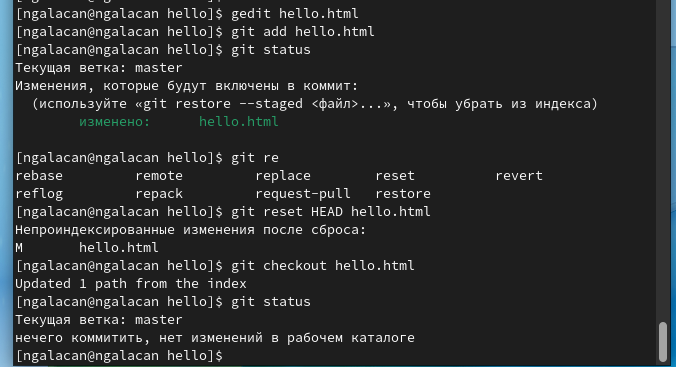 [ngalacan@ngalacan hello]$ gedit hello.html
[ngalacan@ngalacan hello]$ git add hello.html
[ngalacan@ngalacan hello]$ git status
Текущая ветка: master
Изменения, которые будут включены в коммит:
  (используйте «git restore --staged <файл>...», чтобы убрать из индекса)
        изменено:      hello.html

[ngalacan@ngalacan hello]$ git re
rebase         remote         replace        reset          revert
reflog         repack         request-pull   restore
[ngalacan@ngalacan hello]$ git reset HEAD hello.html
Непроиндексированные изменения после сброса:
M       hello.html
[ngalacan@ngalacan hello]$ git checkout hello.html
Updated 1 path from the index
[ngalacan@ngalacan hello]$ git status
Текущая ветка: master
нечего коммитить, нет изменений в рабочем каталоге
[ngalacan@ngalacan hello]$